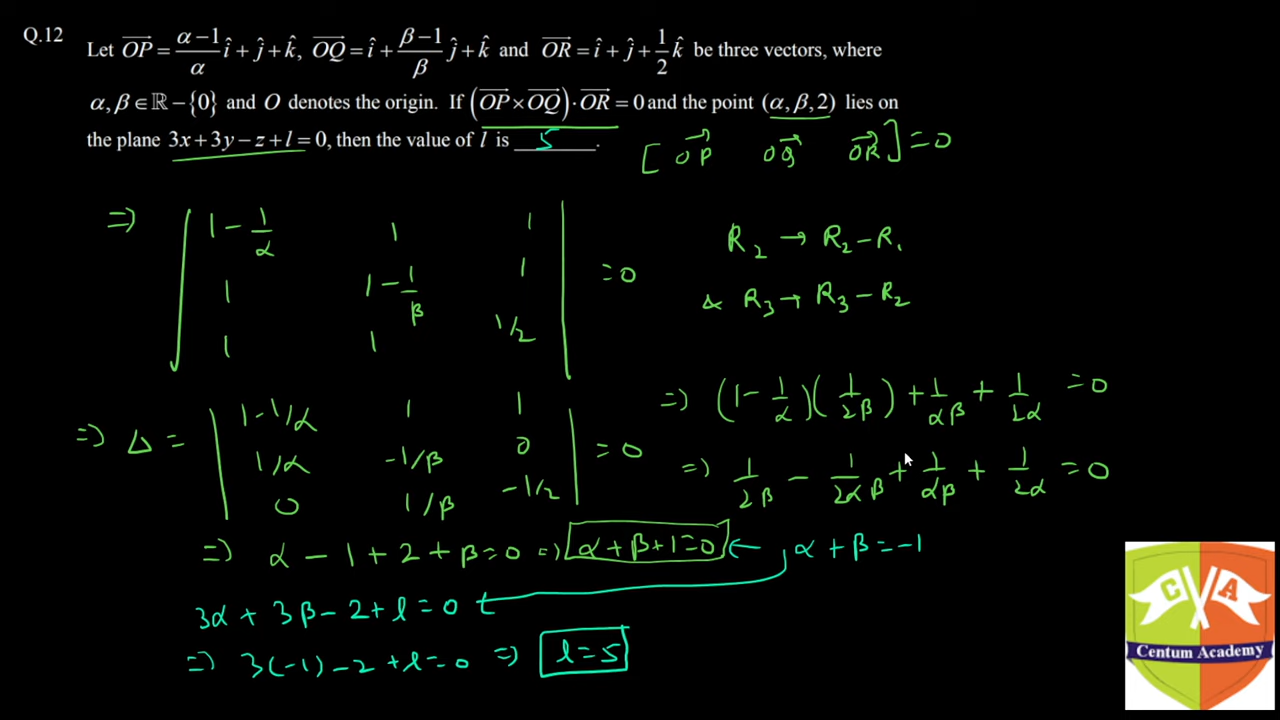 Q.12
Let OP⃗ = (α−1)/α î + ĵ + k̂, OQ⃗ = î + (β−1)/β ĵ + k̂ and OR⃗ = î + ĵ + 1/2 k̂ be three vectors, where
α, β ∈ ℝ − {0} and O denotes the origin. If (OP⃗ × OQ⃗) · OR⃗ = 0 and the point (α, β, 2) lies on
the plane 3x + 3y − z + l = 0, then the value of l is __5__.
[OP⃗ OQ⃗ OR⃗] = 0
⇒ | 1 − 1/α 1 1 |
| 1 1 − 1/β 1 | = 0
| 1 1 1/2 |
R₂ → R₂ − R₁
& R₃ → R₃ − R₂
⇒ Δ = | 1 − 1/α 1 1 |
| 1/α −1/β 0 | = 0
| 0 1/β −1/2 |
⇒ (1 − 1/α)(1/2β) + 1/αβ + 1/2α = 0
⇒ 1/2β − 1/2αβ + 1/αβ + 1/2α = 0
⇒ α − 1 + 2 + β = 0 ⇒ α + β + 1 = 0 ← α + β = −1
3α + 3β − 2 + l = 0
⇒ 3(−1) − 2 + l = 0 ⇒ l = 5
C A
Centum Academy